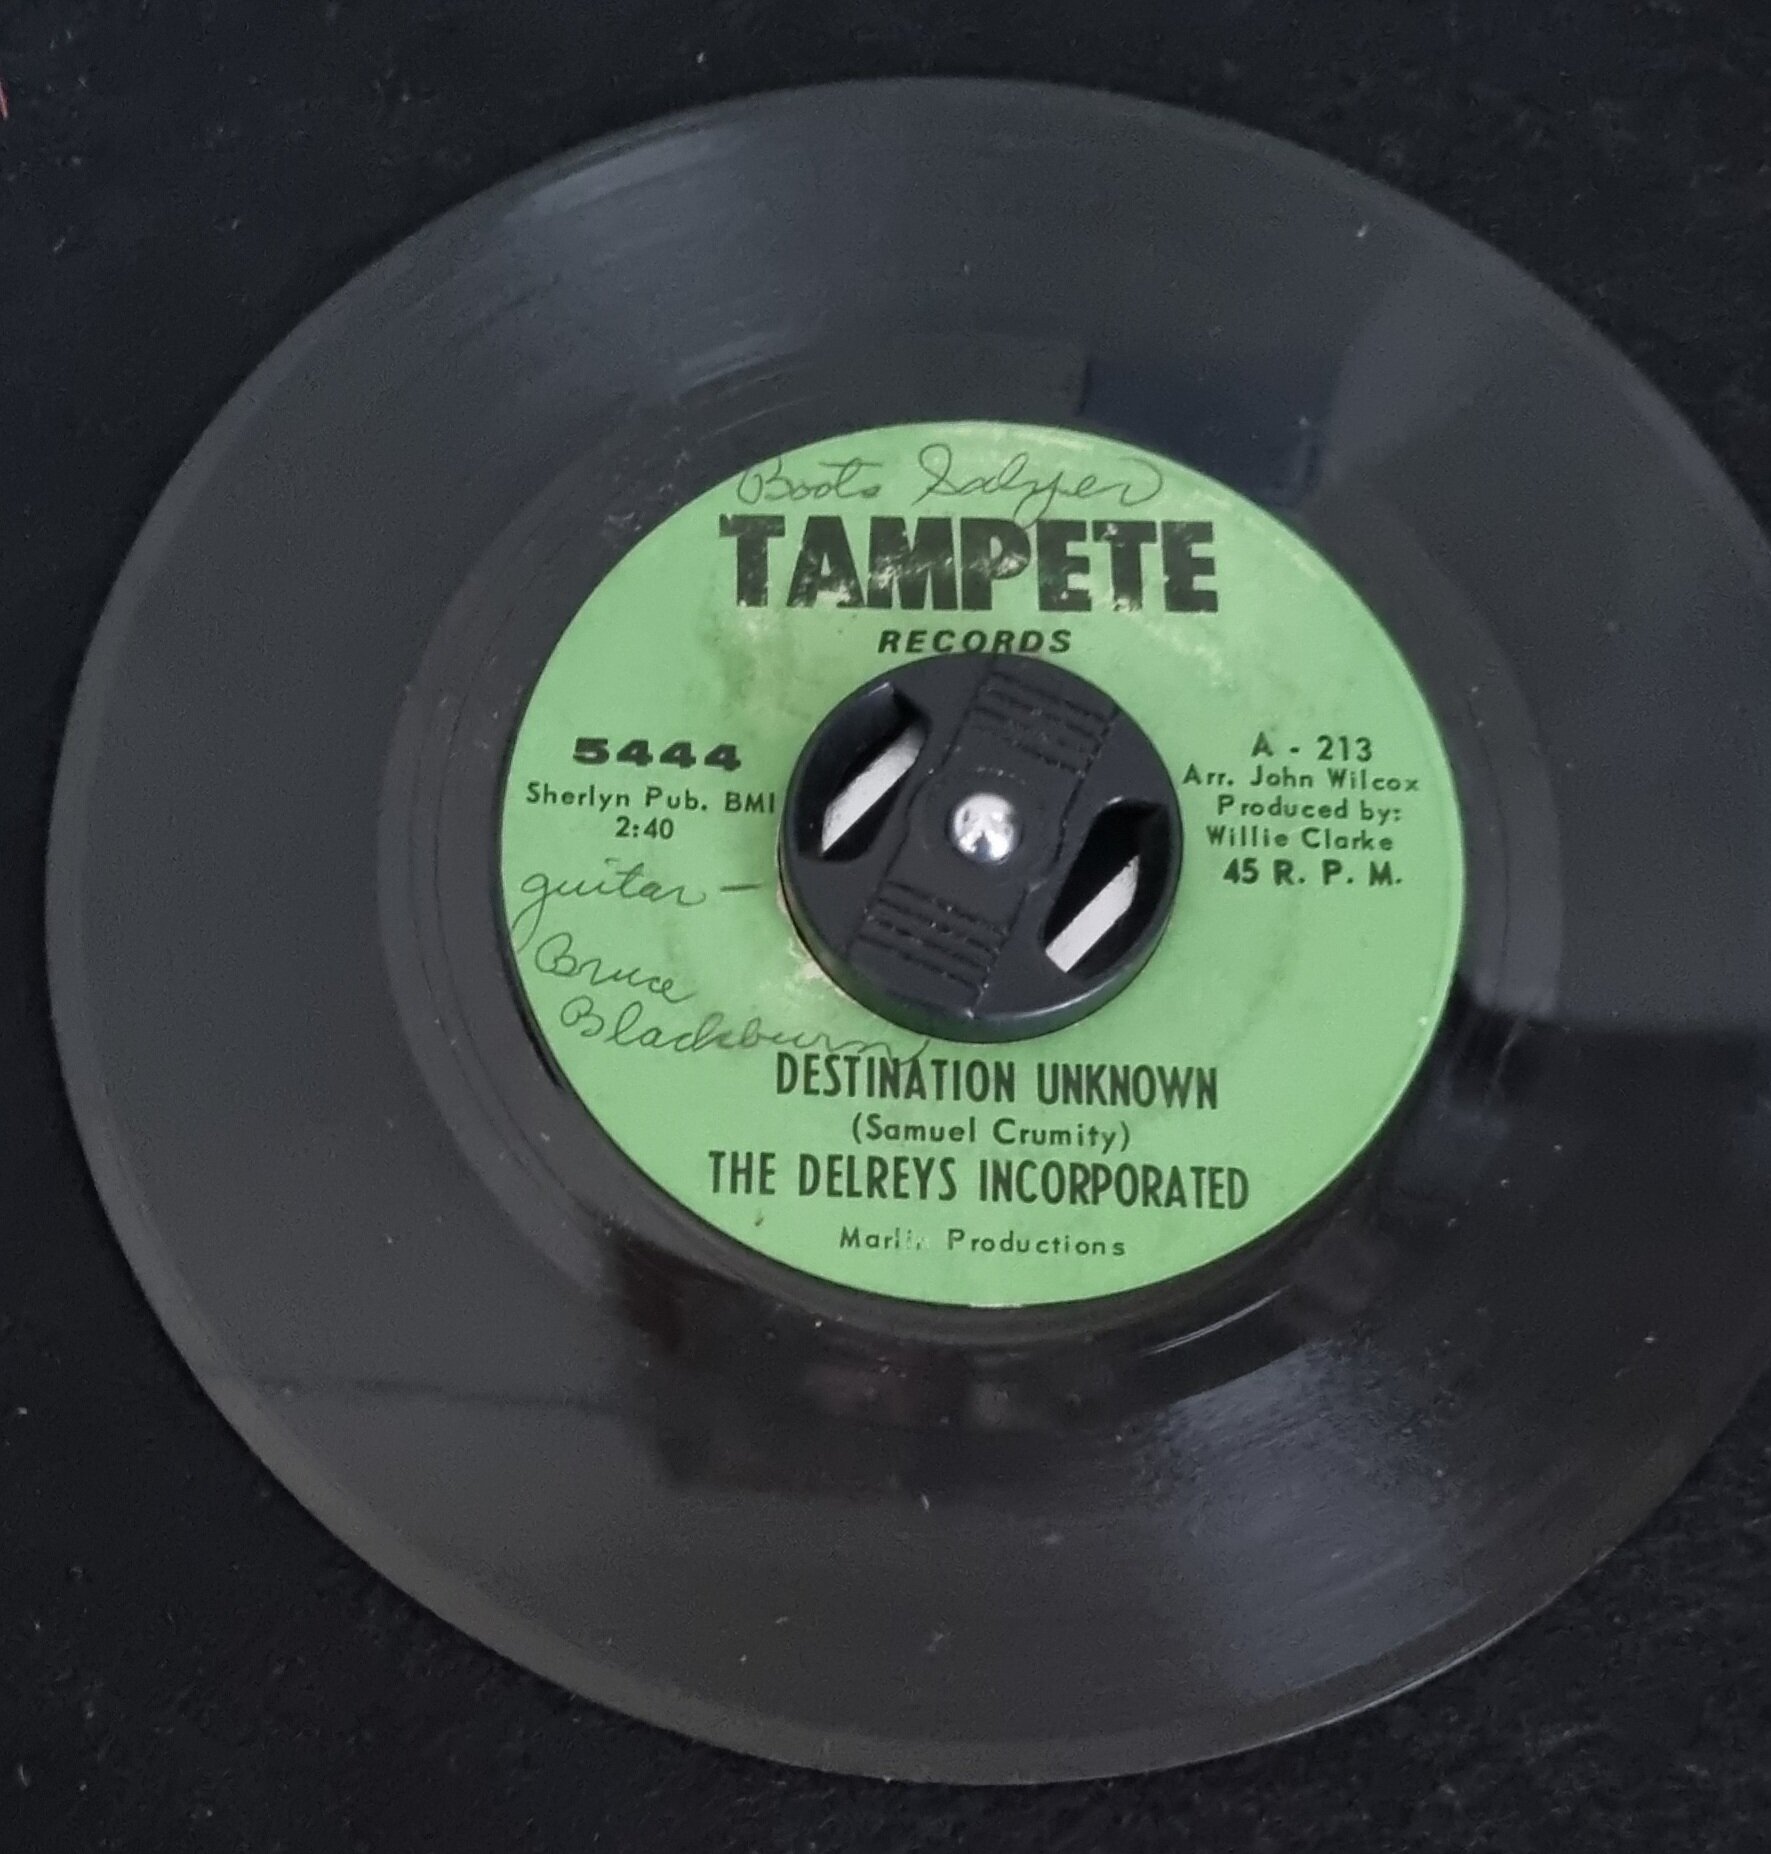 Boots Salyer
TAMPETE
RECORDS
5444
Sherlyn Pub. BMI
2:40
guitar —
Bruce
Blackburn
A - 213
Arr. John Wilcox
Produced by:
Willie Clarke
45 R. P. M.
DESTINATION UNKNOWN
(Samuel Crumity)
THE DELREYS INCORPORATED
Marlin Productions